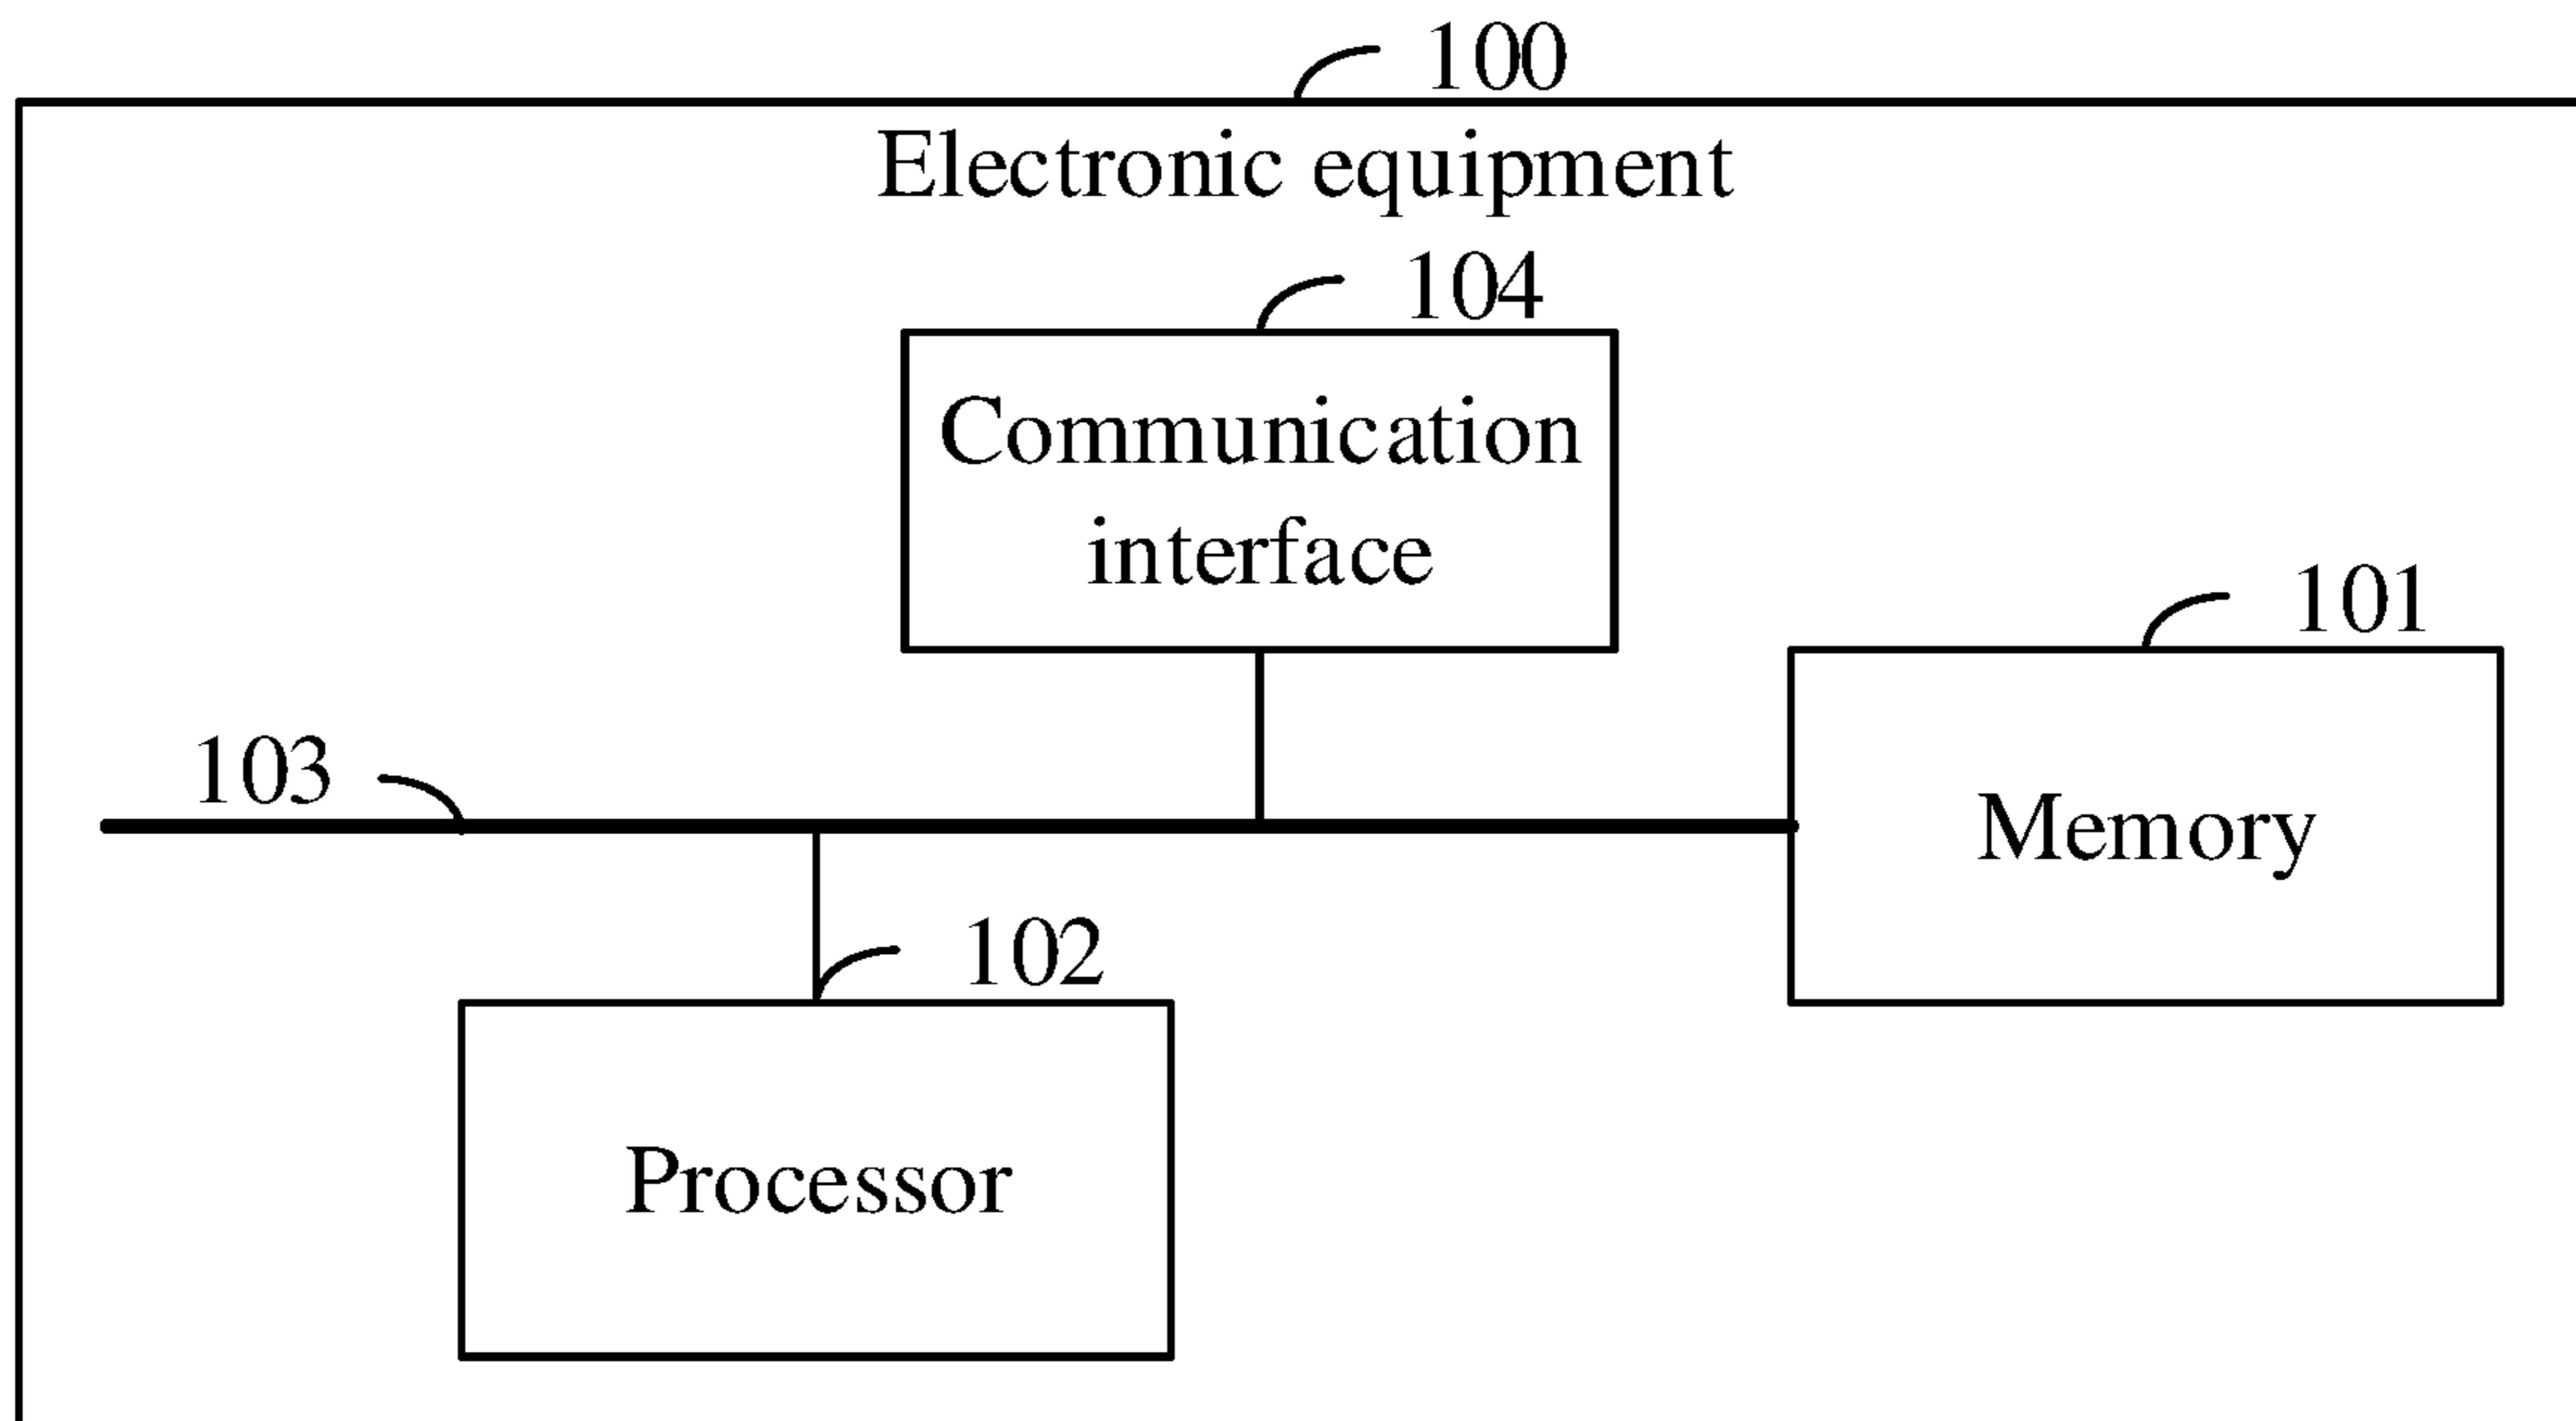 100
Electronic equipment
104
Communication
interface
101
103
Memory
102
Processor